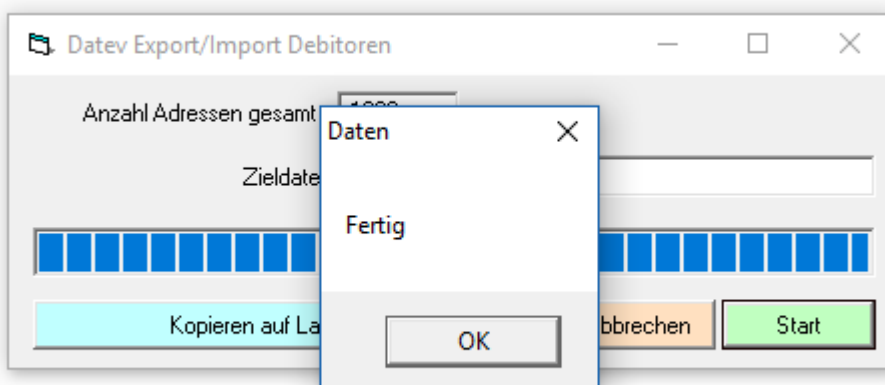 Datev Export/Import Debitoren
Anzahl Adressen gesamt
Daten
Zieldate
Fertig
Kopieren auf La
bbrechen
Start
OK